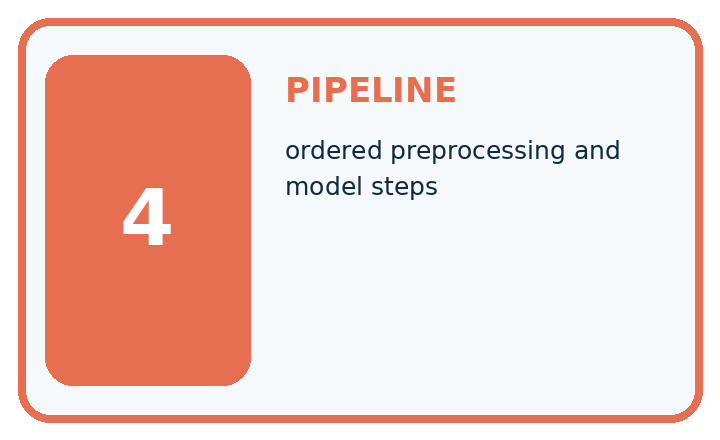 4
PIPELINE
ordered preprocessing and
model steps